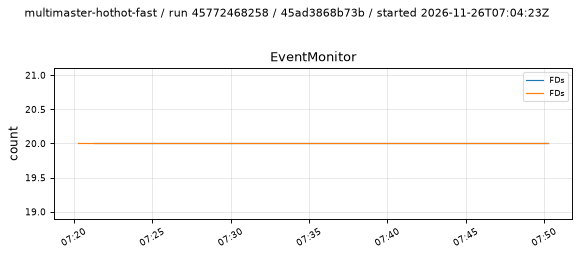 multimaster-hothot-fast / run 45772468258 / 45ad3868b73b / started 2026-11-26T07:04:23Z
EventMonitor
FDs
FDs
count
21.0
20.5
20.0
19.5
19.0
07:20
07:25
07:30
07:35
07:40
07:45
07:50